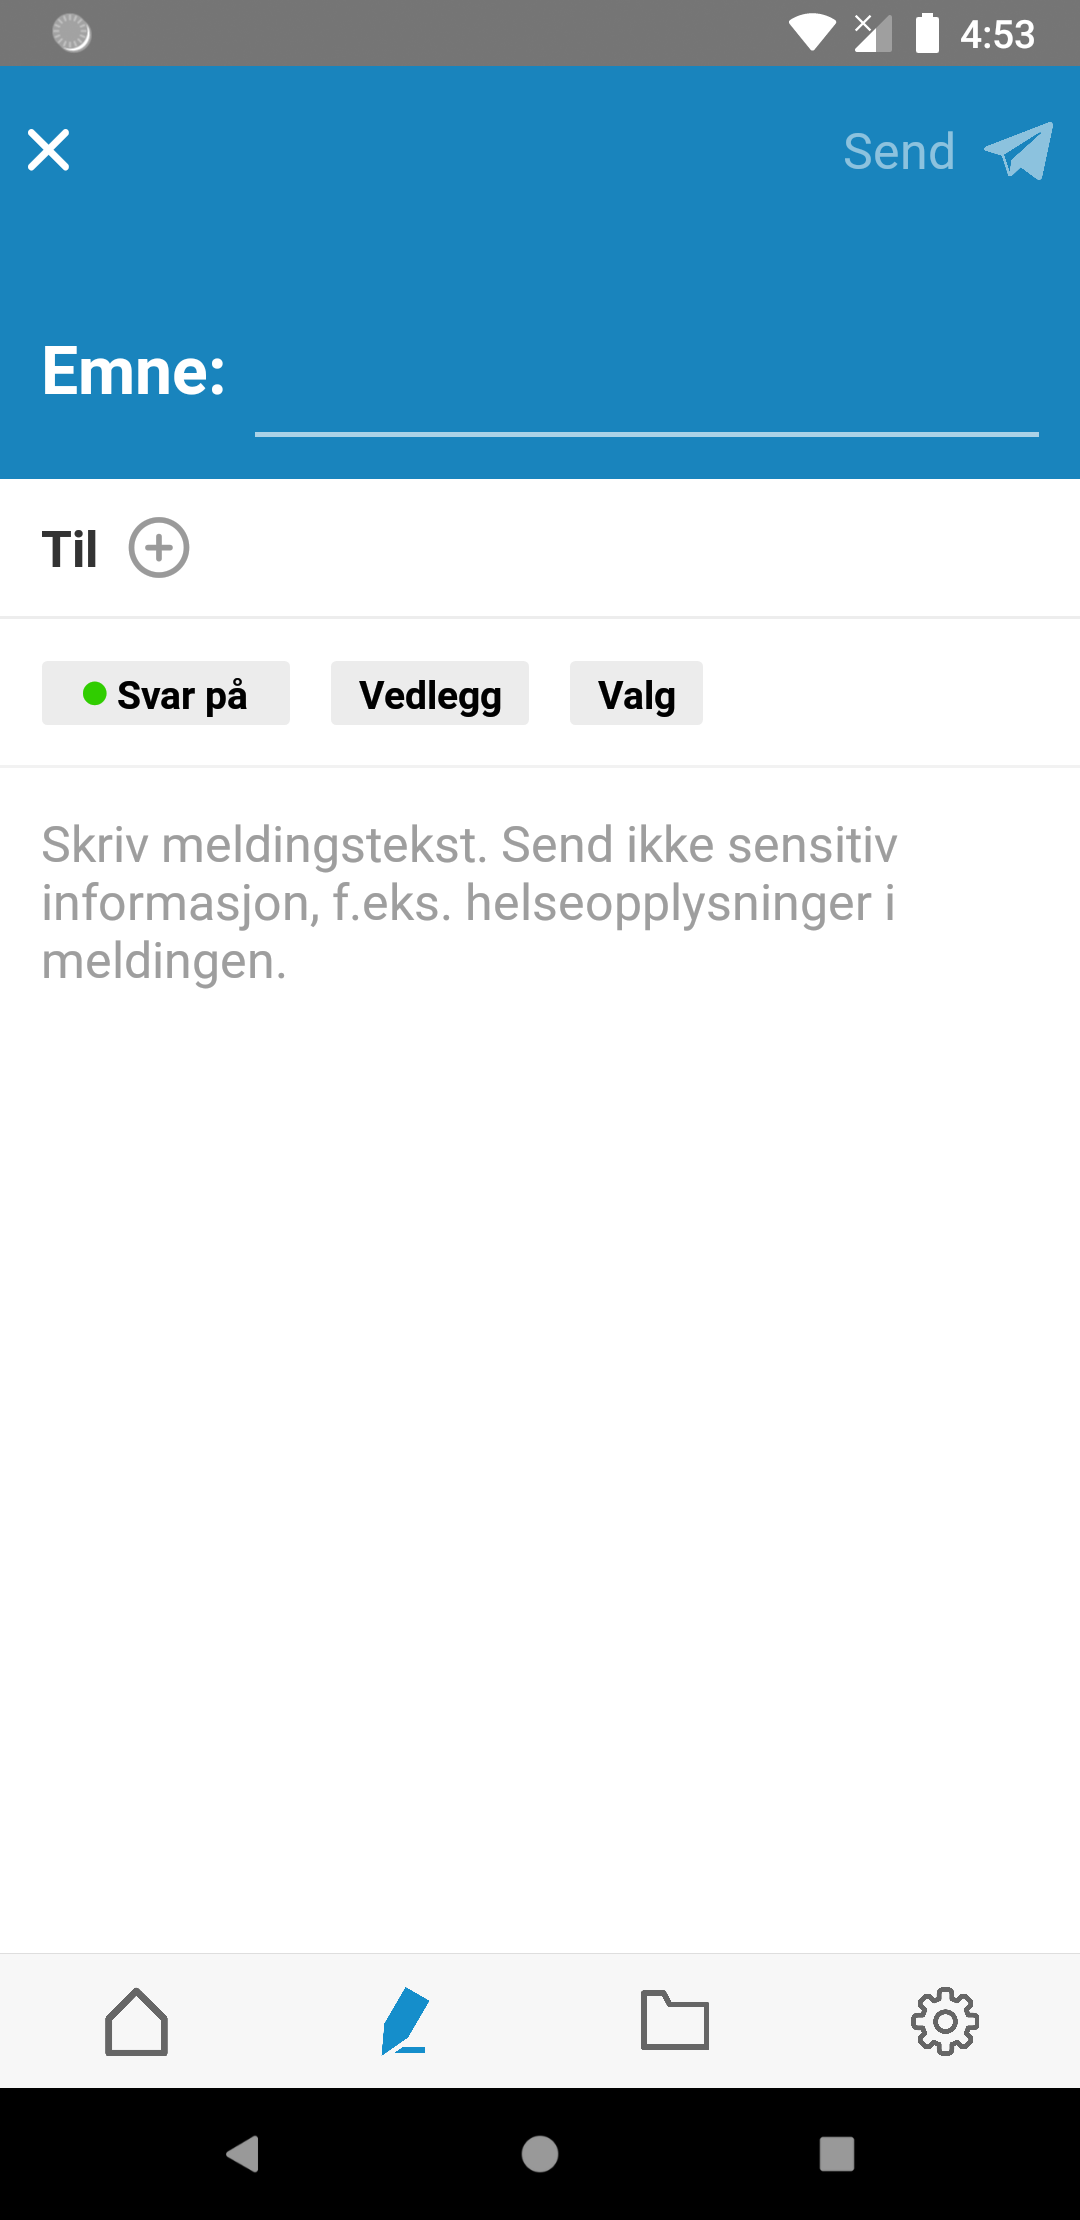 4:53
Send
Emne:
Til
Svar på Vedlegg Valg
Skriv meldingstekst. Send ikke sensitiv
informasjon, f.eks. helseopplysninger i
meldingen.